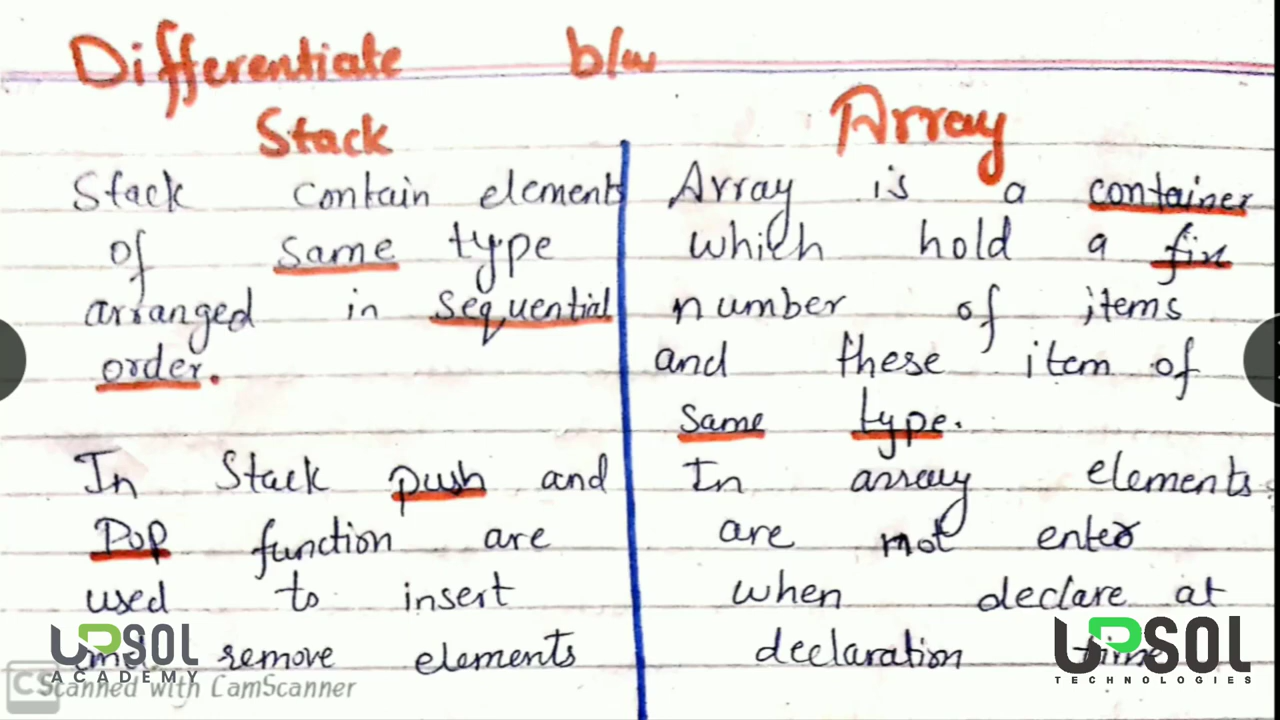 Differentiate b/w
Stack
Stack contain elements
of same type
arranged in sequential
order.
In Stack push and
Pop function are
used to insert
and remove elements
Array
Array is a container
which hold a fix
number of items
and these item of
same type.
In array elements
are not enter
when declare at
declaration time
UPSOL
ACADEMY
CS Scanned with CamScanner
UPSOL
TECHNOLOGIES